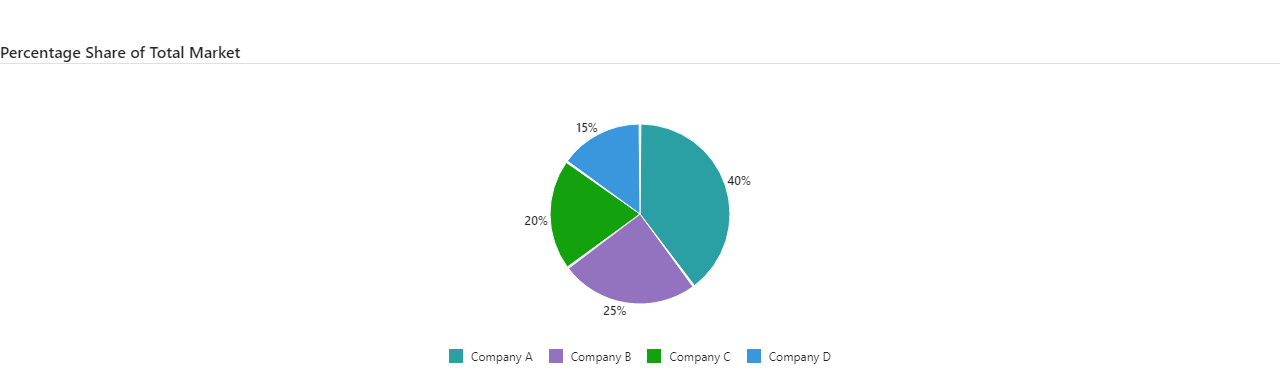 Percentage Share of Total Market
15%
40%
20%
25%
Company A Company B Company C Company D